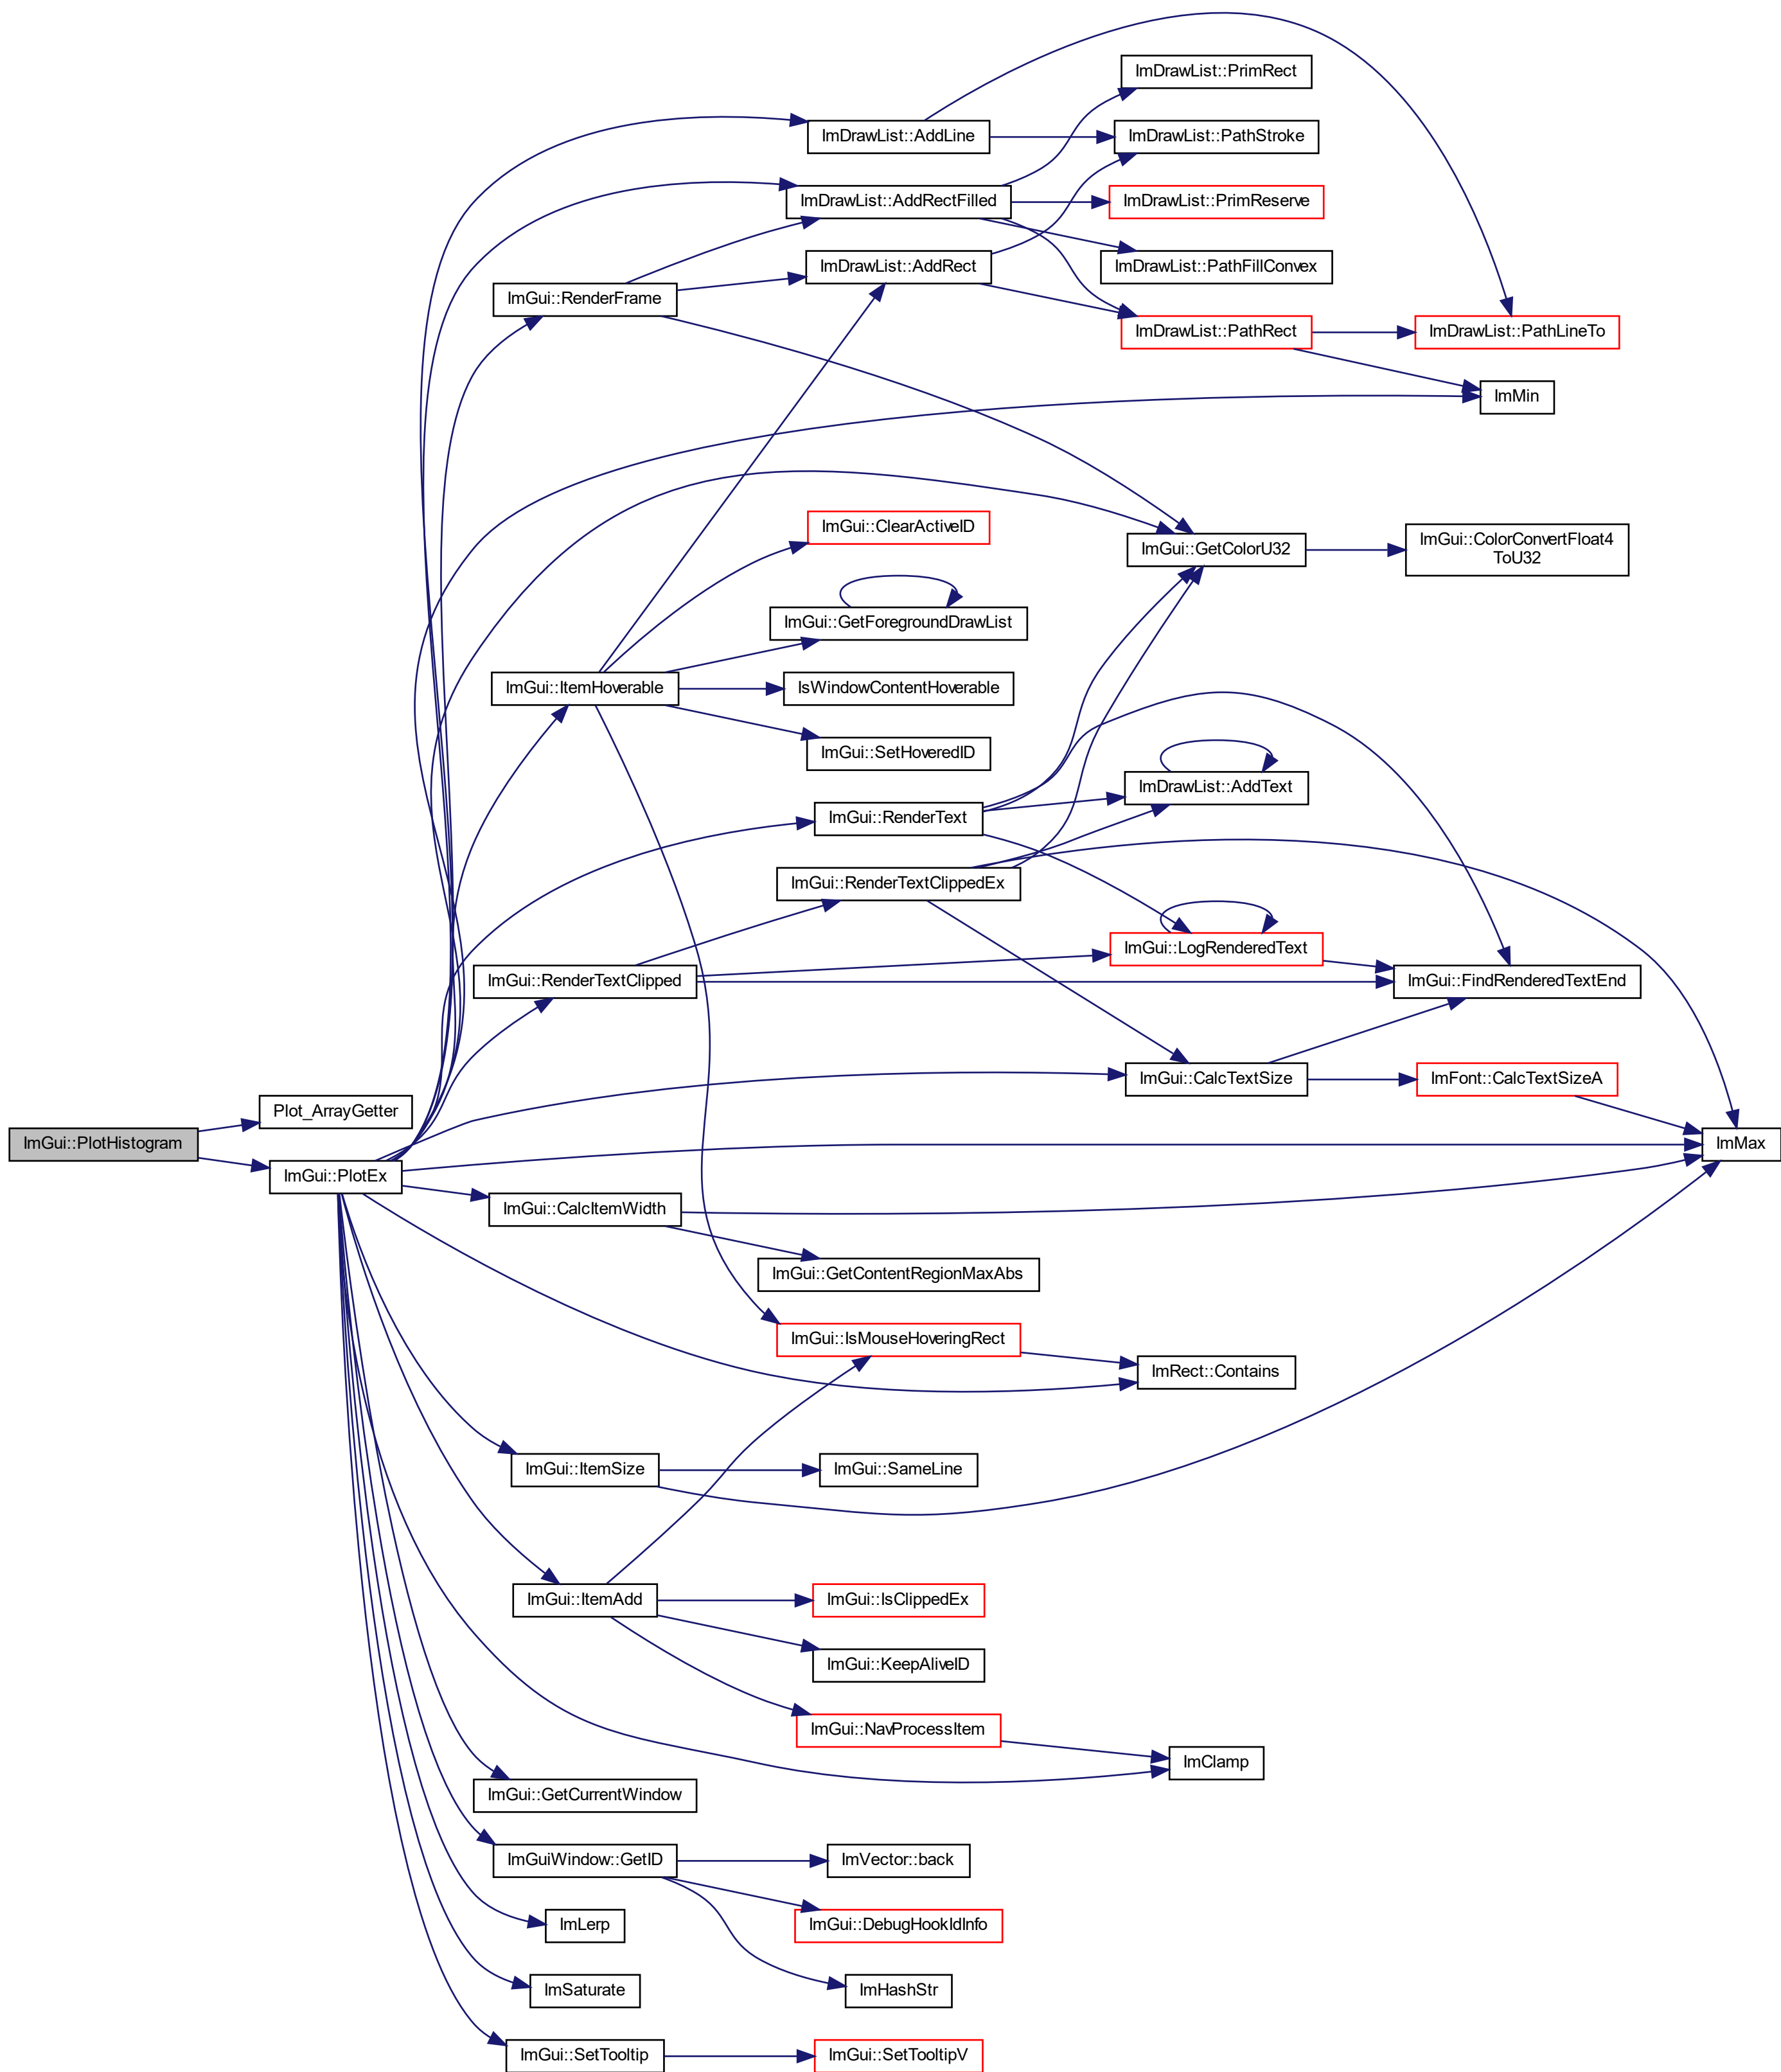 ImDrawList::PrimRect
ImDrawList::AddLine
ImDrawList::PathStroke
ImDrawList::AddRectFilled
ImDrawList::PrimReserve
ImDrawList::AddRect
ImDrawList::PathFillConvex
ImGui::RenderFrame
ImDrawList::PathRect
ImDrawList::PathLineTo
ImMin
ImGui::ClearActiveID
ImGui::GetColorU32
ImGui::ColorConvertFloat4
ToU32
ImGui::GetForegroundDrawList
ImGui::ItemHoverable
IsWindowContentHoverable
ImGui::SetHoveredID
ImDrawList::AddText
ImGui::RenderText
ImGui::RenderTextClippedEx
ImGui::LogRenderedText
ImGui::RenderTextClipped
ImGui::FindRenderedTextEnd
ImGui::CalcTextSize
ImFont::CalcTextSizeA
Plot_ArrayGetter
ImGui::PlotHistogram
ImMax
ImGui::PlotEx
ImGui::CalcItemWidth
ImGui::GetContentRegionMaxAbs
ImGui::IsMouseHoveringRect
ImRect::Contains
ImGui::ItemSize
ImGui::SameLine
ImGui::ItemAdd
ImGui::IsClippedEx
ImGui::KeepAliveID
ImGui::NavProcessItem
ImClamp
ImGui::GetCurrentWindow
ImGuiWindow::GetID
ImVector::back
ImLerp
ImGui::DebugHookIdInfo
ImSaturate
ImHashStr
ImGui::SetTooltip
ImGui::SetTooltipV